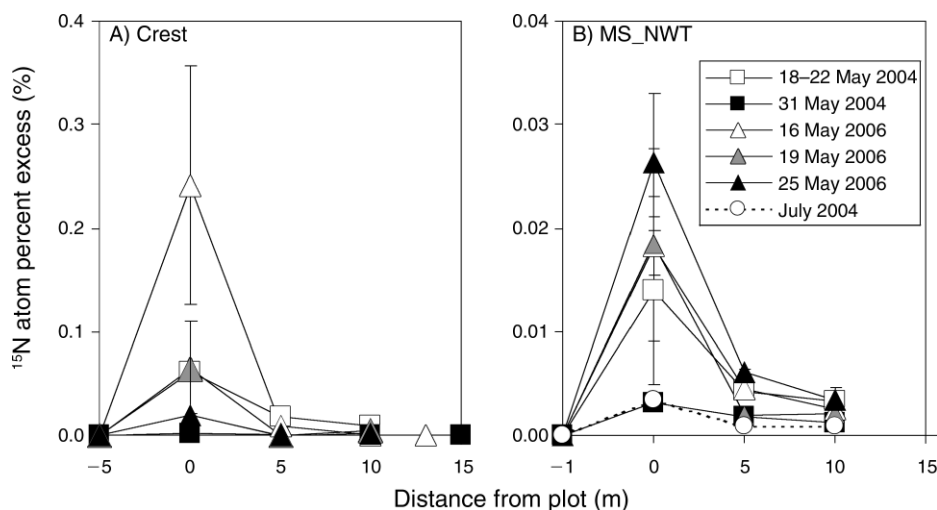 A) Crest
B) MS_NWT
18–22 May 2004
31 May 2004
16 May 2006
19 May 2006
25 May 2006
July 2004
¹⁵N atom percent excess (%)
0.4
0.3
0.2
0.1
0.0
0.04
0.03
0.02
0.01
0.00
−5 0 5 10 15
−1 0 5 10 15
Distance from plot (m)